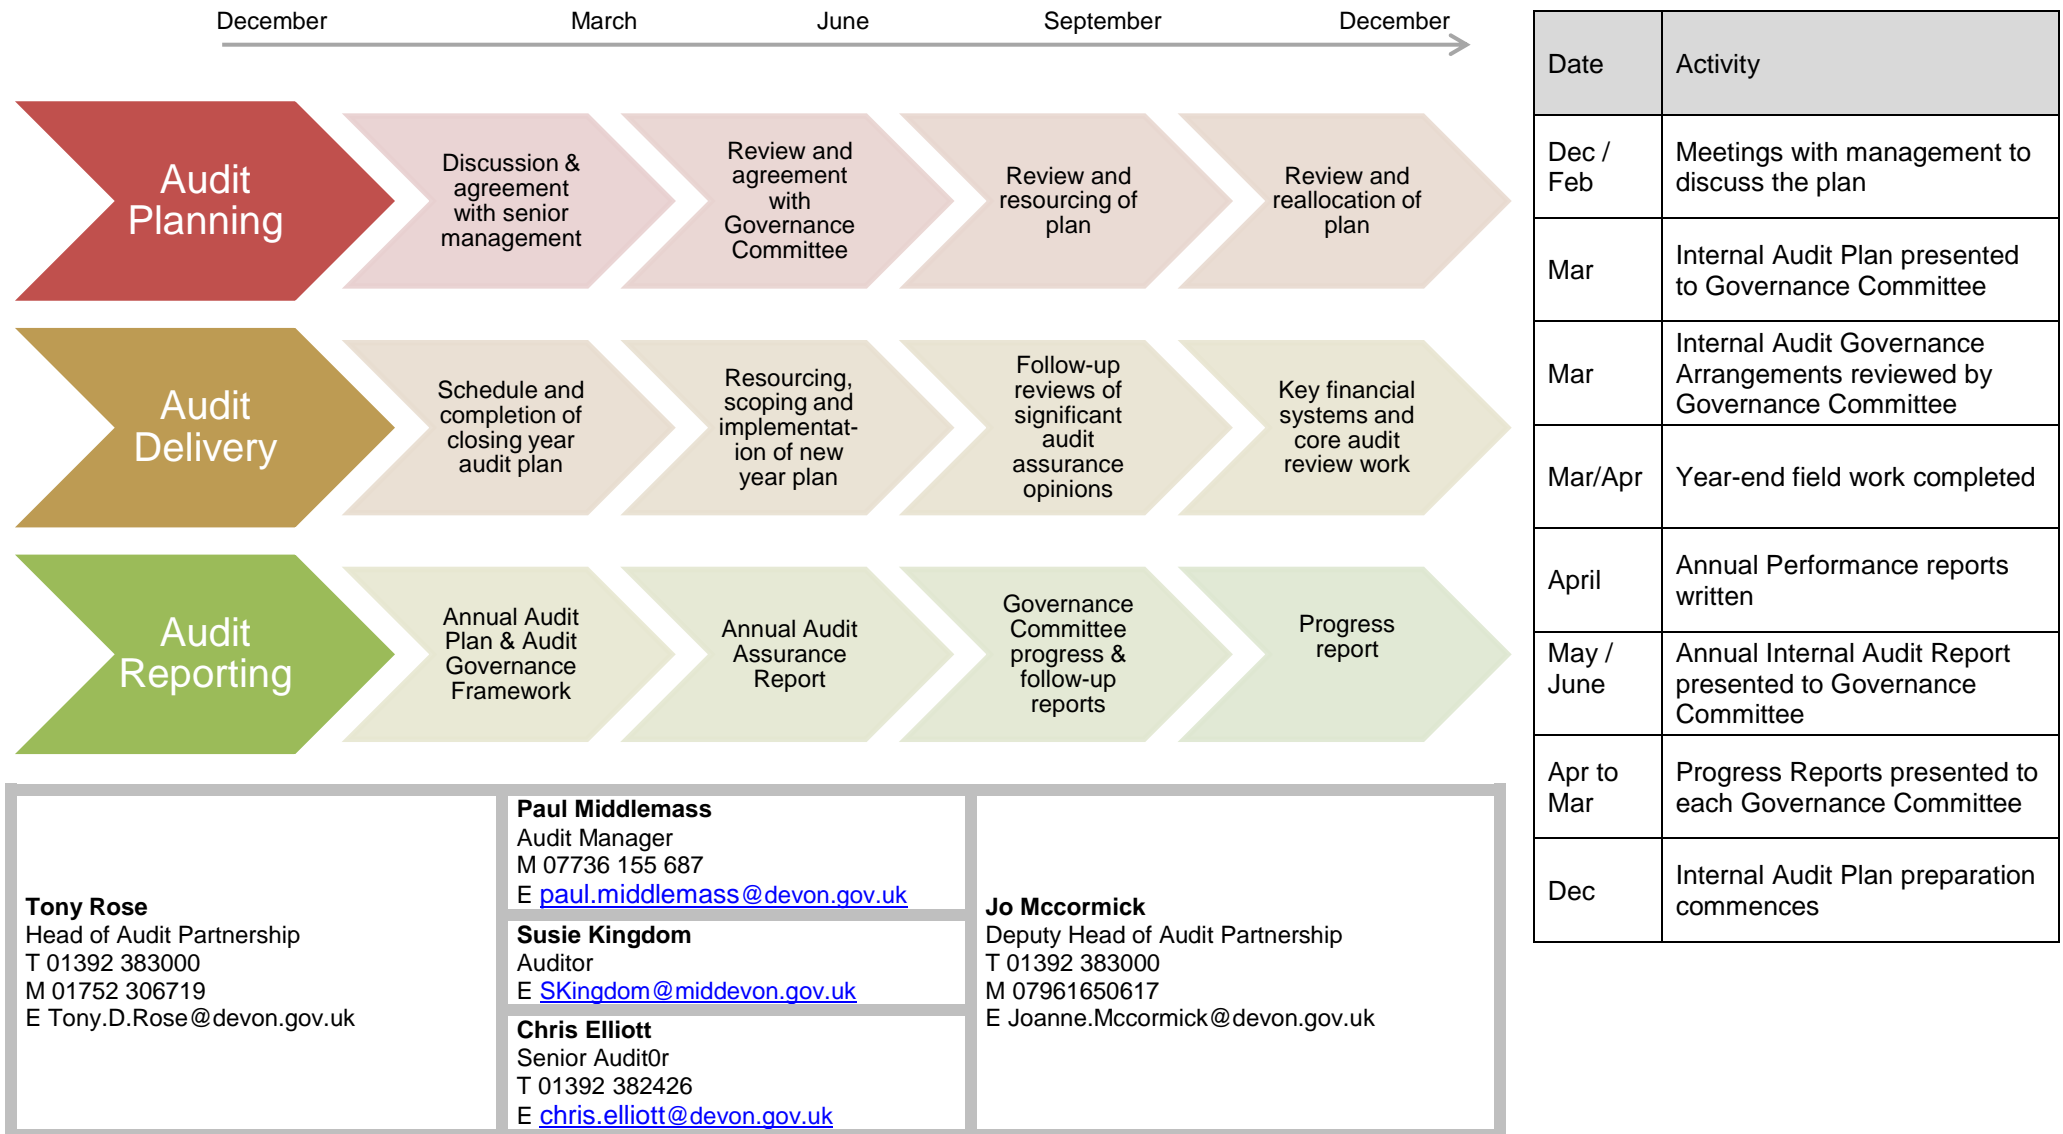 December March June September December
Audit
Planning
Discussion &
agreement
with senior
management
Review and
agreement
with
Governance
Committee
Review and
resourcing of
plan
Review and
reallocation of
plan
Audit
Delivery
Schedule and
completion of
closing year
audit plan
Resourcing,
scoping and
implementat-
ion of new
year plan
Follow-up
reviews of
significant
audit
assurance
opinions
Key financial
systems and
core audit
review work
Audit
Reporting
Annual Audit
Plan & Audit
Governance
Framework
Annual Audit
Assurance
Report
Governance
Committee
progress &
follow-up
reports
Progress
report
Tony Rose
Head of Audit Partnership
T 01392 383000
M 01752 306719
E Tony.D.Rose@devon.gov.uk
Paul Middlemass
Audit Manager
M 07736 155 687
E paul.middlemass@devon.gov.uk
Susie Kingdom
Auditor
E SKingdom@middevon.gov.uk
Chris Elliott
Senior Audit0r
T 01392 382426
E chris.elliott@devon.gov.uk
Jo Mccormick
Deputy Head of Audit Partnership
T 01392 383000
M 07961650617
E Joanne.Mccormick@devon.gov.uk
Date Activity
Dec /
Feb
Meetings with management to
discuss the plan
Mar
Internal Audit Plan presented
to Governance Committee
Mar
Internal Audit Governance
Arrangements reviewed by
Governance Committee
Mar/Apr Year-end field work completed
April
Annual Performance reports
written
May /
June
Annual Internal Audit Report
presented to Governance
Committee
Apr to
Mar
Progress Reports presented to
each Governance Committee
Dec
Internal Audit Plan preparation
commences